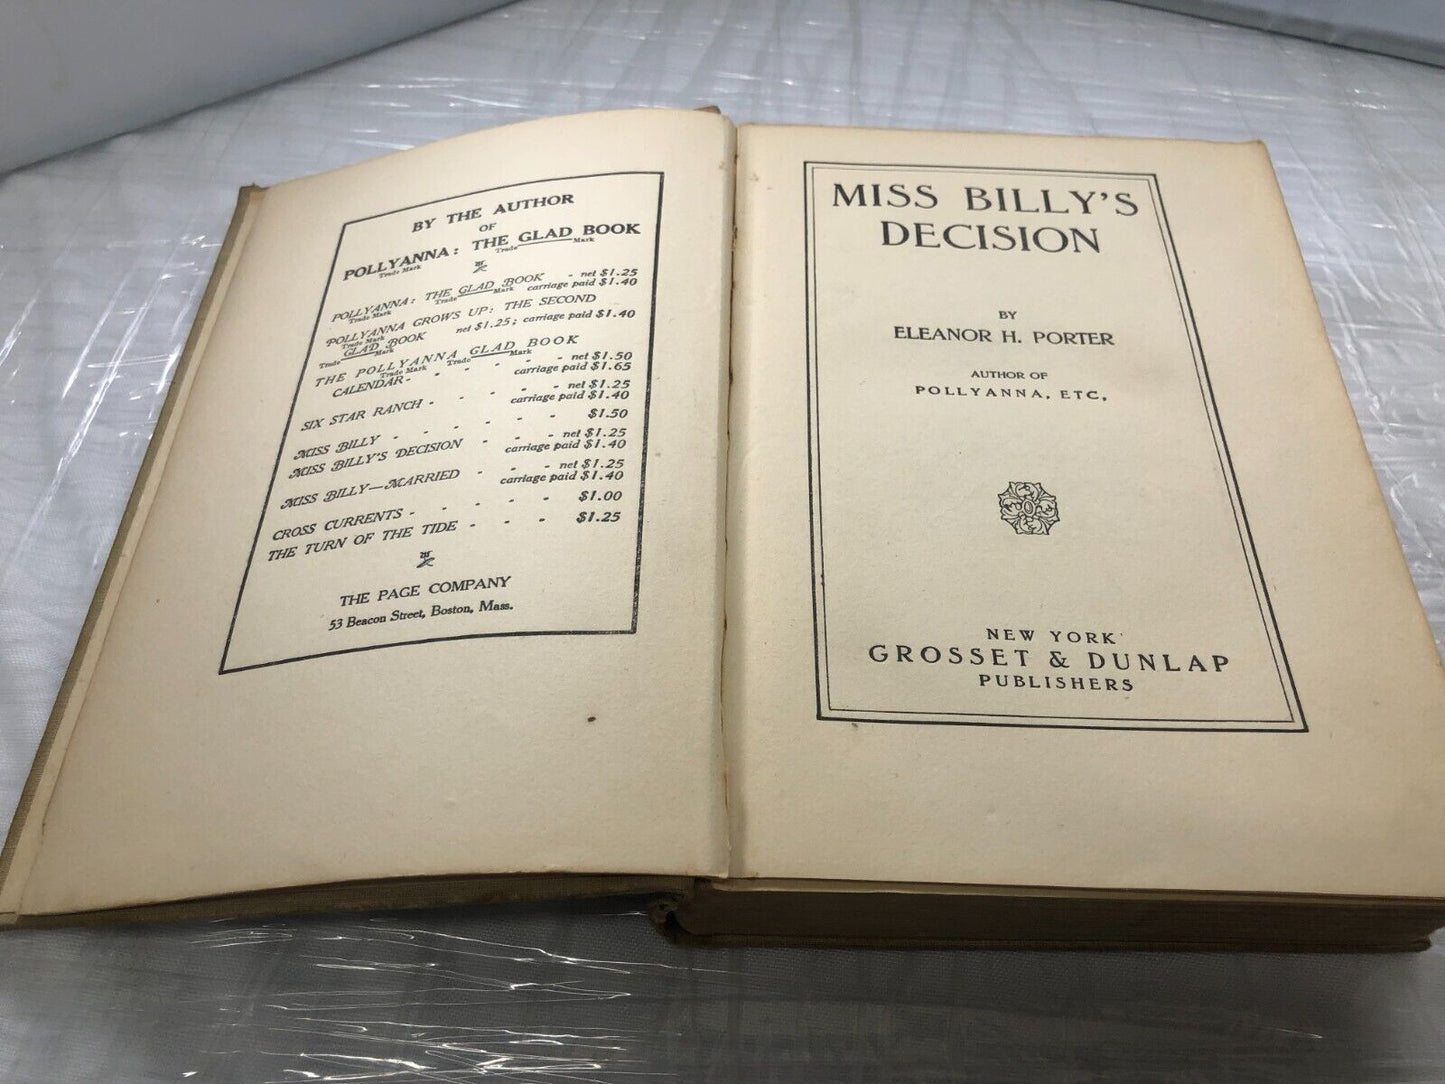 BY THE AUTHOR
OF
POLLYANNA: THE GLAD BOOK
Trade Mark Trade Mark
POLLYANNA: THE GLAD BOOK - net $1.25
Trade Mark Trade Mark carriage paid $1.40
POLLYANNA GROWS UP: THE SECOND
Trade Mark
GLAD BOOK net $1.25; carriage paid $1.40
Trade Mark
THE POLLYANNA GLAD BOOK
Trade Mark Trade Mark
CALENDAR - - - - - net $1.50
carriage paid $1.65
SIX STAR RANCH - - - - - net $1.25
carriage paid $1.40
MISS BILLY - - - - - - $1.50
MISS BILLY'S DECISION - - - net $1.25
carriage paid $1.40
MISS BILLY—MARRIED - - - net $1.25
carriage paid $1.40
CROSS CURRENTS - - - - - $1.00
THE TURN OF THE TIDE - - - $1.25
THE PAGE COMPANY
53 Beacon Street, Boston, Mass.
MISS BILLY'S
DECISION
BY
ELEANOR H. PORTER
AUTHOR OF
POLLYANNA, ETC.
NEW YORK
GROSSET & DUNLAP
PUBLISHERS